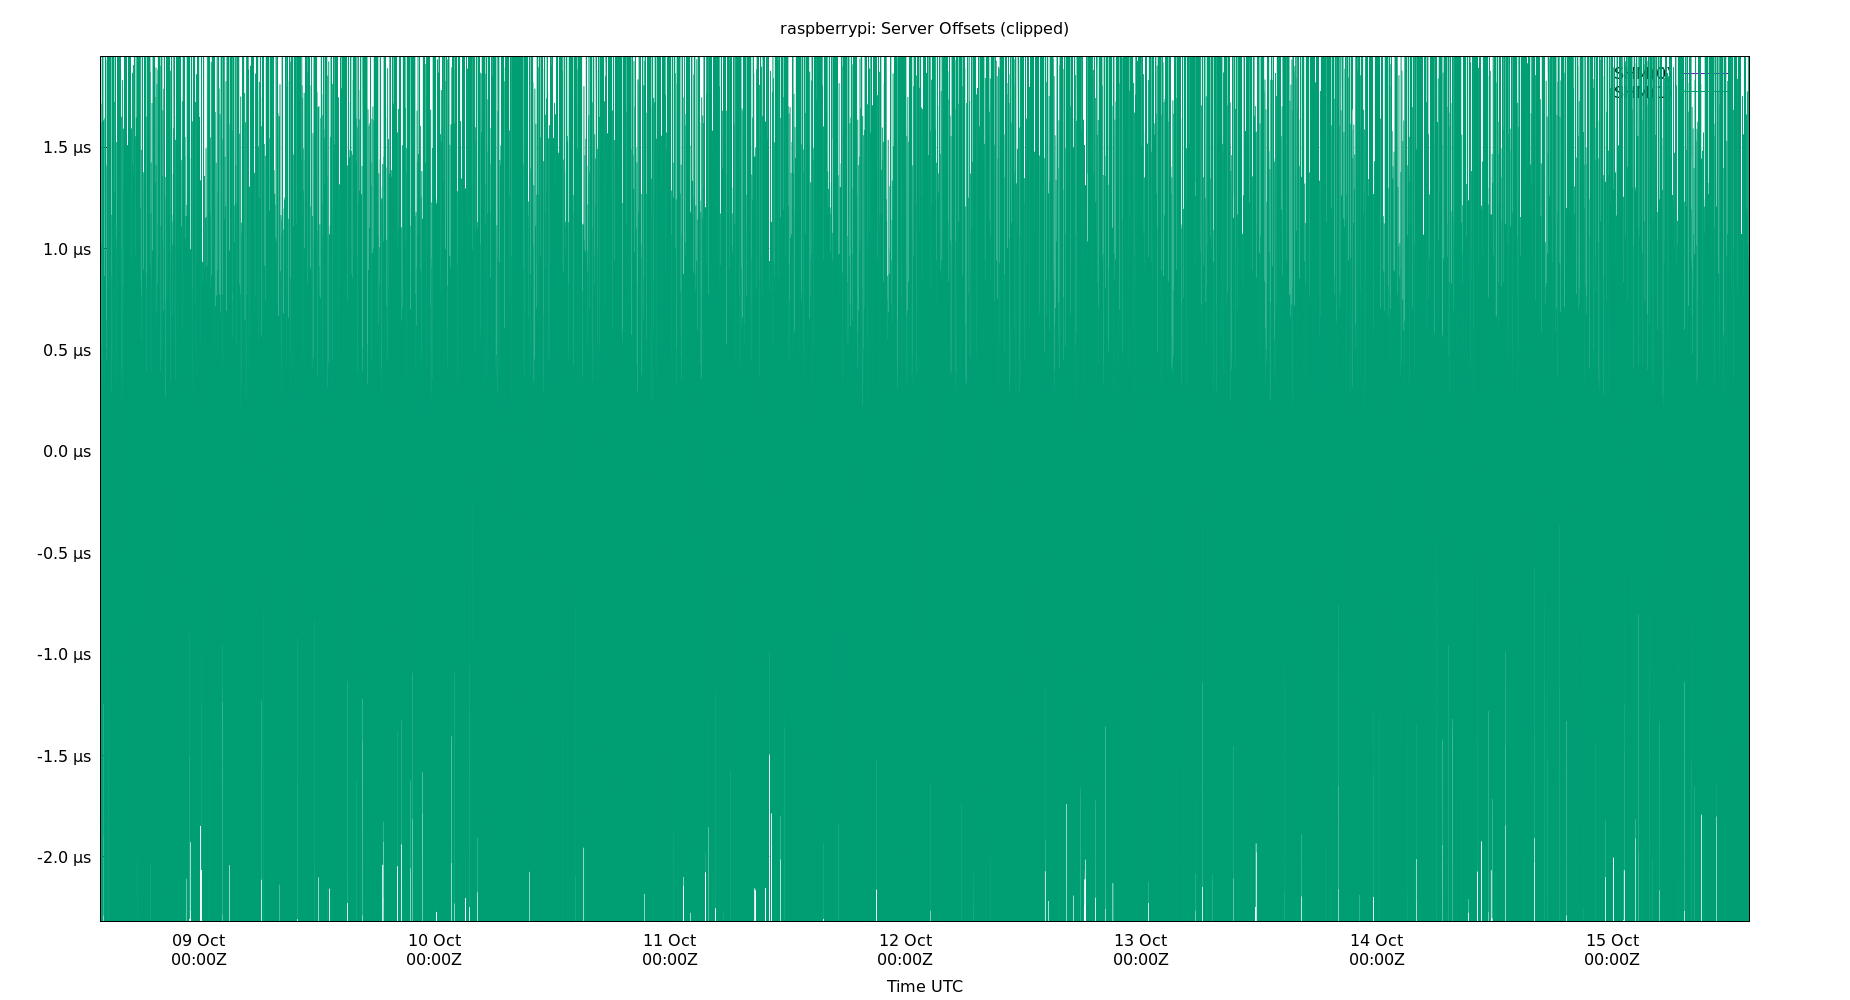 raspberrypi: Server Offsets (clipped)
1.5 µs
1.0 µs
0.5 µs
0.0 µs
-0.5 µs
-1.0 µs
-1.5 µs
-2.0 µs
09 Oct
00:00Z
10 Oct
00:00Z
11 Oct
00:00Z
12 Oct
00:00Z
13 Oct
00:00Z
14 Oct
00:00Z
15 Oct
00:00Z
Time UTC